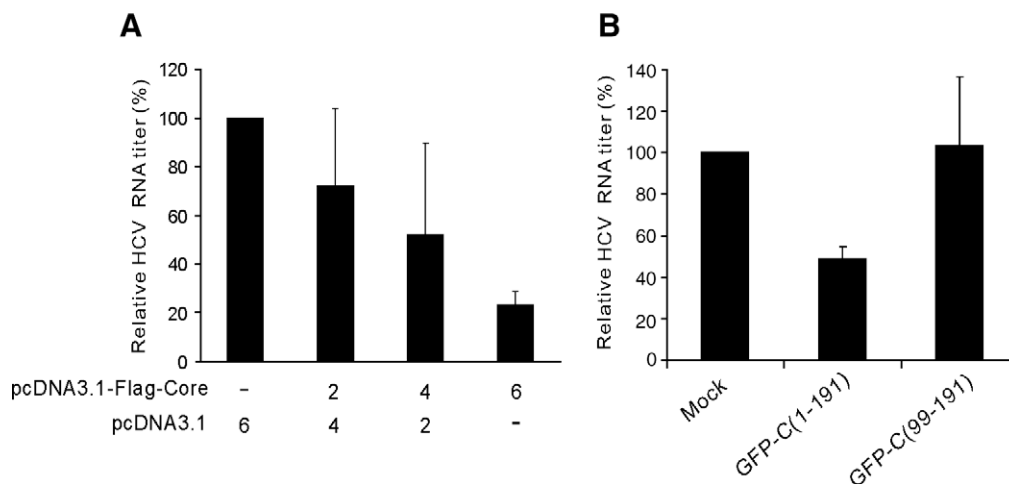 A
Relative HCV RNA titer (%)
120
100
80
60
40
20
0
pcDNA3.1-Flag-Core - 2 4 6
pcDNA3.1 6 4 2 -
B
Relative HCV RNA titer (%)
140
120
100
80
60
40
20
0
Mock
GFP-C(1-191)
GFP-C(99-191)